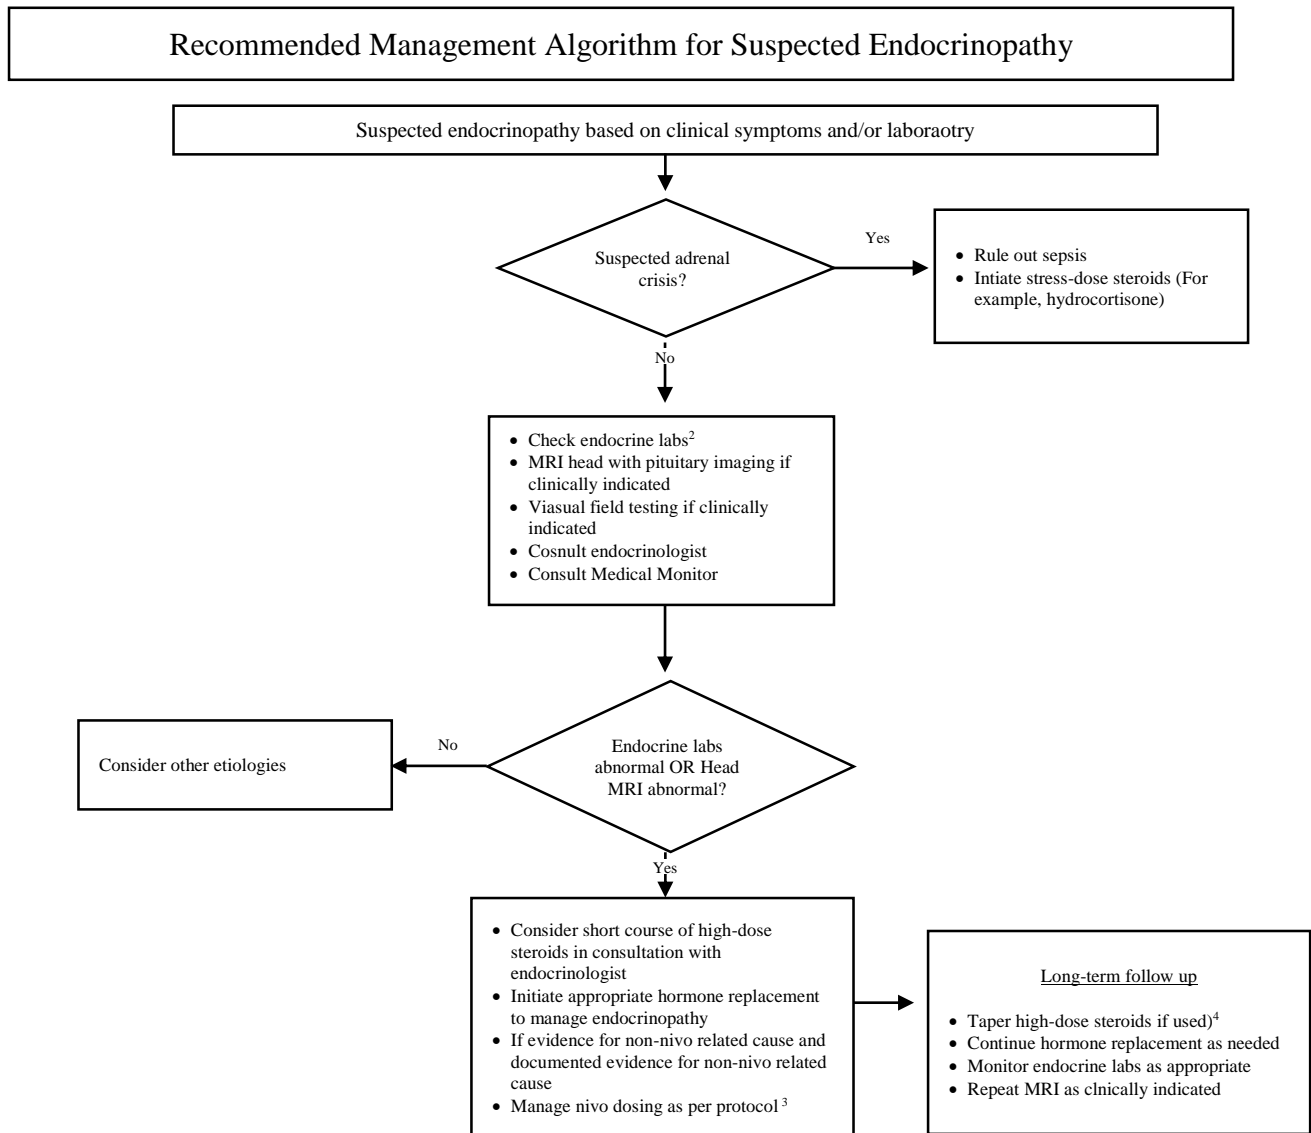 Recommended Management Algorithm for Suspected Endocrinopathy
Suspected endocrinopathy based on clinical symptoms and/or laboraotry
Suspected adrenal
crisis?
Yes
• Rule out sepsis
• Intiate stress-dose steroids (For
example, hydrocortisone)
No
• Check endocrine labs²
• MRI head with pituitary imaging if
clinically indicated
• Viasual field testing if clinically
indicated
• Cosnult endocrinologist
• Consult Medical Monitor
Endocrine labs
abnormal OR Head
MRI abnormal?
No
Consider other etiologies
Yes
• Consider short course of high-dose
steroids in consultation with
endocrinologist
• Initiate appropriate hormone replacement
to manage endocrinopathy
• If evidence for non-nivo related cause and
documented evidence for non-nivo related
cause
• Manage nivo dosing as per protocol ³
Long-term follow up
• Taper high-dose steroids if used)⁴
• Continue hormone replacement as needed
• Monitor endocrine labs as appropriate
• Repeat MRI as clnically indicated